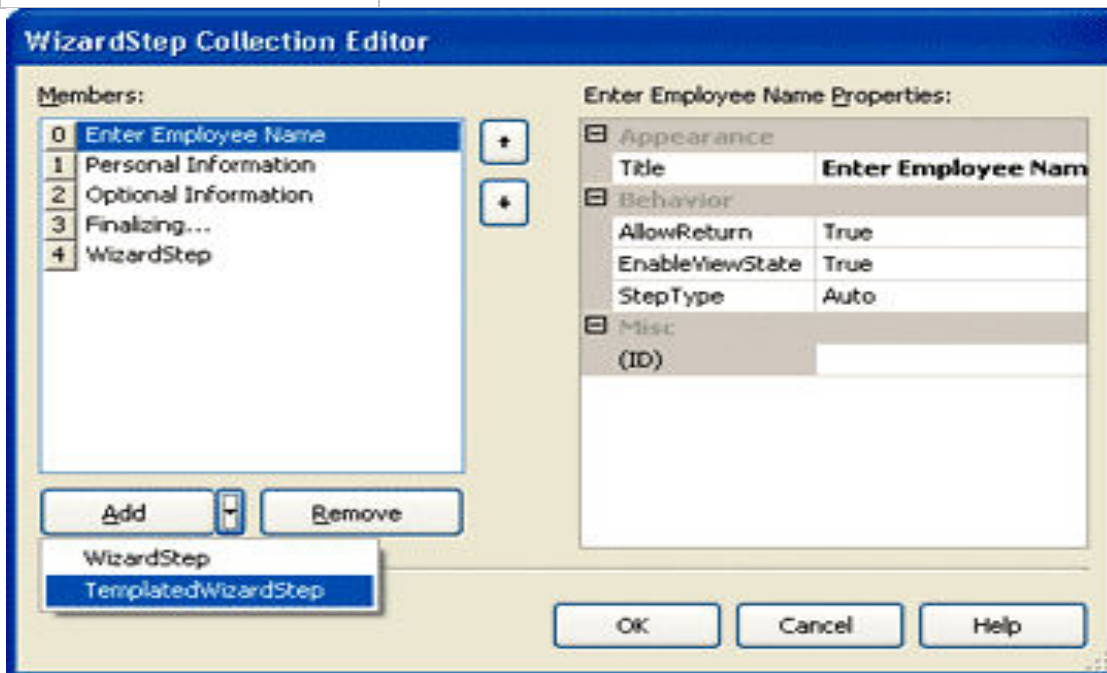 WizardStep Collection Editor
Members:
0 Enter Employee Name
1 Personal Information
2 Optional Information
3 Finalizing...
4 WizardStep
Add
Remove
WizardStep
TemplatedWizardStep
Enter Employee Name Properties:
Appearance
Title Enter Employee Nam
Behavior
AllowReturn True
EnableViewState True
StepType Auto
Misc
(ID)
OK Cancel Help